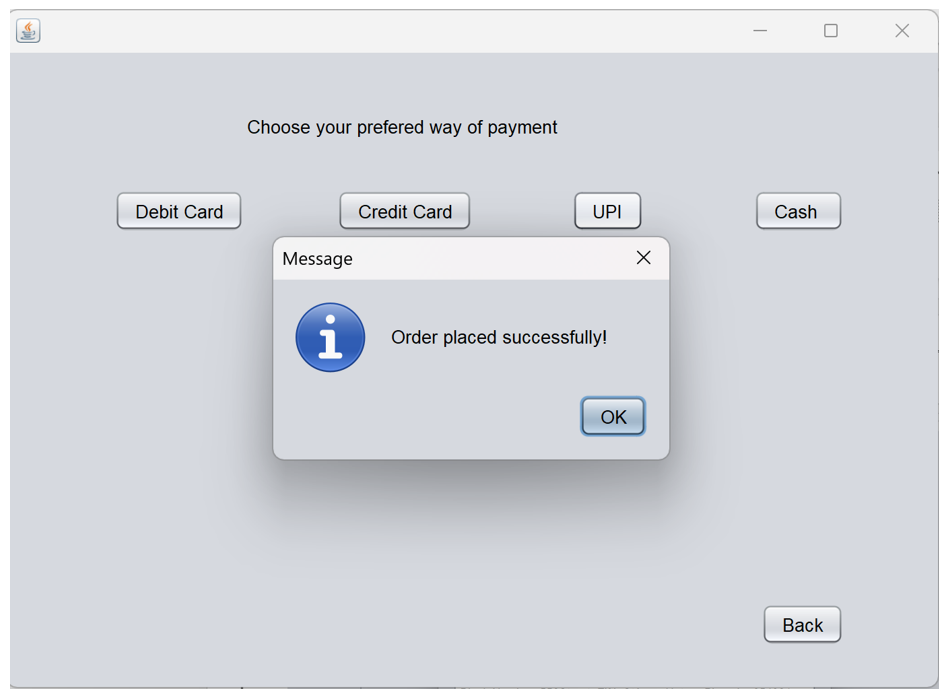 Choose your prefered way of payment
Debit Card
Credit Card
UPI
Cash
Message
Order placed successfully!
OK
Back